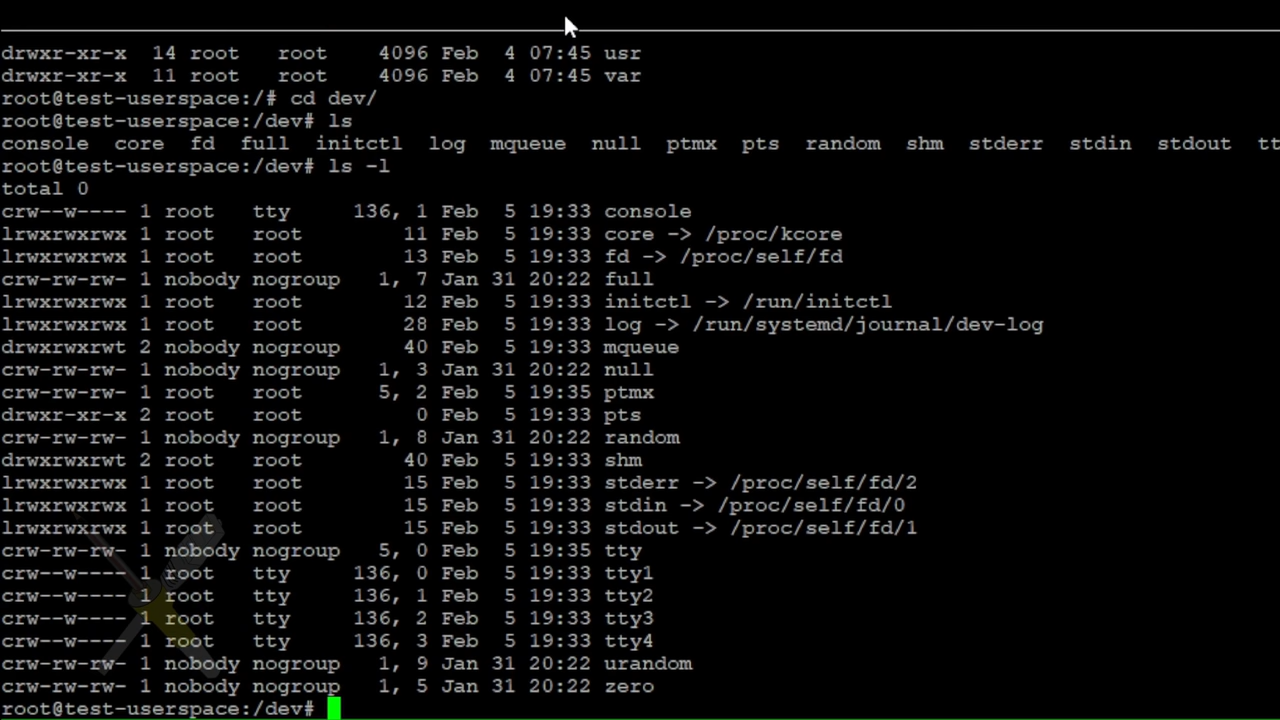 drwxr-xr-x  14 root   root    4096 Feb  4 07:45 usr
drwxr-xr-x  11 root   root    4096 Feb  4 07:45 var
root@test-userspace:/# cd dev/
root@test-userspace:/dev# ls
console  core  fd  full  initctl  log  mqueue  null  ptmx  pts  random  shm  stderr  stdin  stdout  tt
root@test-userspace:/dev# ls -l
total 0
crw--w---- 1 root   tty     136, 1 Feb  5 19:33 console
lrwxrwxrwx 1 root   root        11 Feb  5 19:33 core -> /proc/kcore
lrwxrwxrwx 1 root   root        13 Feb  5 19:33 fd -> /proc/self/fd
crw-rw-rw- 1 nobody nogroup   1, 7 Jan 31 20:22 full
lrwxrwxrwx 1 root   root        12 Feb  5 19:33 initctl -> /run/initctl
lrwxrwxrwx 1 root   root        28 Feb  5 19:33 log -> /run/systemd/journal/dev-log
drwxrwxrwt 2 nobody nogroup     40 Feb  5 19:33 mqueue
crw-rw-rw- 1 nobody nogroup   1, 3 Jan 31 20:22 null
crw-rw-rw- 1 root   root      5, 2 Feb  5 19:35 ptmx
drwxr-xr-x 2 root   root         0 Feb  5 19:33 pts
crw-rw-rw- 1 nobody nogroup   1, 8 Jan 31 20:22 random
drwxrwxrwt 2 root   root        40 Feb  5 19:33 shm
lrwxrwxrwx 1 root   root        15 Feb  5 19:33 stderr -> /proc/self/fd/2
lrwxrwxrwx 1 root   root        15 Feb  5 19:33 stdin -> /proc/self/fd/0
lrwxrwxrwx 1 root   root        15 Feb  5 19:33 stdout -> /proc/self/fd/1
crw-rw-rw- 1 nobody nogroup   5, 0 Feb  5 19:35 tty
crw--w---- 1 root   tty     136, 0 Feb  5 19:33 tty1
crw--w---- 1 root   tty     136, 1 Feb  5 19:33 tty2
crw--w---- 1 root   tty     136, 2 Feb  5 19:33 tty3
crw--w---- 1 root   tty     136, 3 Feb  5 19:33 tty4
crw-rw-rw- 1 nobody nogroup   1, 9 Jan 31 20:22 urandom
crw-rw-rw- 1 nobody nogroup   1, 5 Jan 31 20:22 zero
root@test-userspace:/dev#